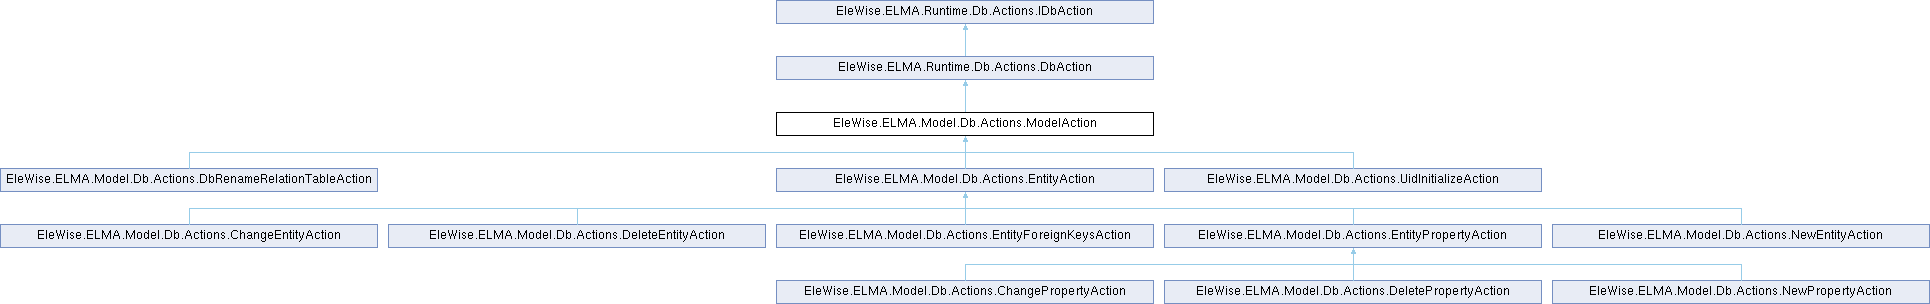 EleWise.ELMA.Runtime.Db.Actions.IDbAction
EleWise.ELMA.Runtime.Db.Actions.DbAction
EleWise.ELMA.Model.Db.Actions.ModelAction
EleWise.ELMA.Model.Db.Actions.DbRenameRelationTableAction
EleWise.ELMA.Model.Db.Actions.EntityAction
EleWise.ELMA.Model.Db.Actions.UidInitializeAction
EleWise.ELMA.Model.Db.Actions.ChangeEntityAction
EleWise.ELMA.Model.Db.Actions.DeleteEntityAction
EleWise.ELMA.Model.Db.Actions.EntityForeignKeysAction
EleWise.ELMA.Model.Db.Actions.EntityPropertyAction
EleWise.ELMA.Model.Db.Actions.NewEntityAction
EleWise.ELMA.Model.Db.Actions.ChangePropertyAction
EleWise.ELMA.Model.Db.Actions.DeletePropertyAction
EleWise.ELMA.Model.Db.Actions.NewPropertyAction